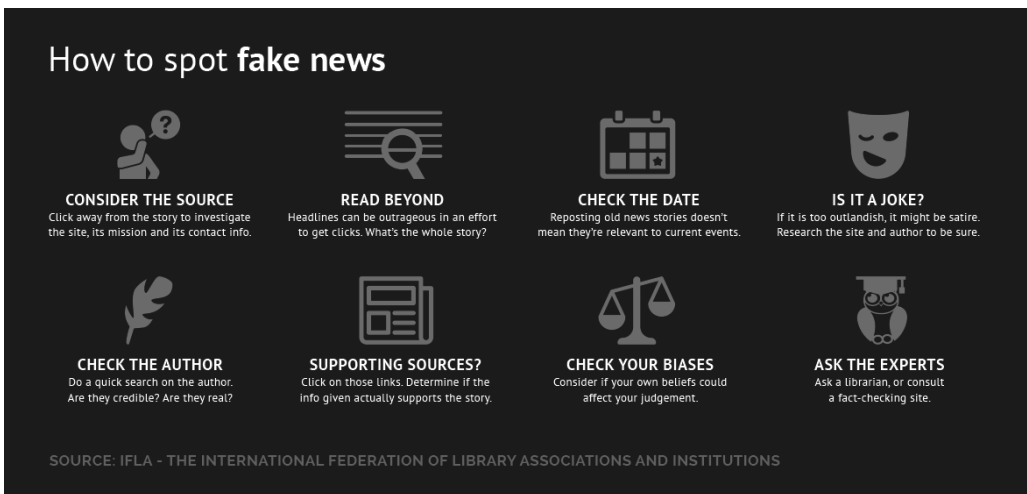 How to spot fake news
?
CONSIDER THE SOURCE
Click away from the story to investigate
the site, its mission and its contact info.
READ BEYOND
Headlines can be outrageous in an effort
to get clicks. What's the whole story?
CHECK THE DATE
Reposting old news stories doesn't
mean they're relevant to current events.
IS IT A JOKE?
If it is too outlandish, it might be satire.
Research the site and author to be sure.
CHECK THE AUTHOR
Do a quick search on the author.
Are they credible? Are they real?
SUPPORTING SOURCES?
Click on those links. Determine if the
info given actually supports the story.
CHECK YOUR BIASES
Consider if your own beliefs could
affect your judgement.
ASK THE EXPERTS
Ask a librarian, or consult
a fact-checking site.
SOURCE: IFLA - THE INTERNATIONAL FEDERATION OF LIBRARY ASSOCIATIONS AND INSTITUTIONS